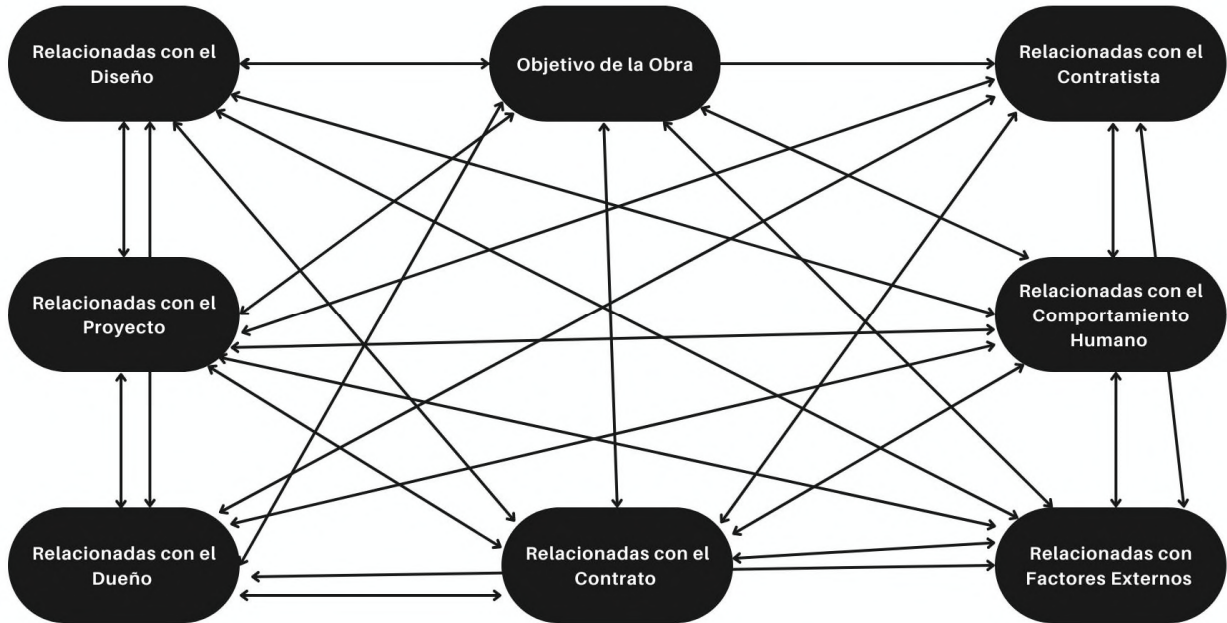 Relacionadas con el
Diseño
Objetivo de la Obra
Relacionadas con el
Contratista
Relacionadas con el
Proyecto
Relacionadas con el
Comportamiento
Humano
Relacionadas con el
Dueño
Relacionadas con el
Contrato
Relacionadas con
Factores Externos